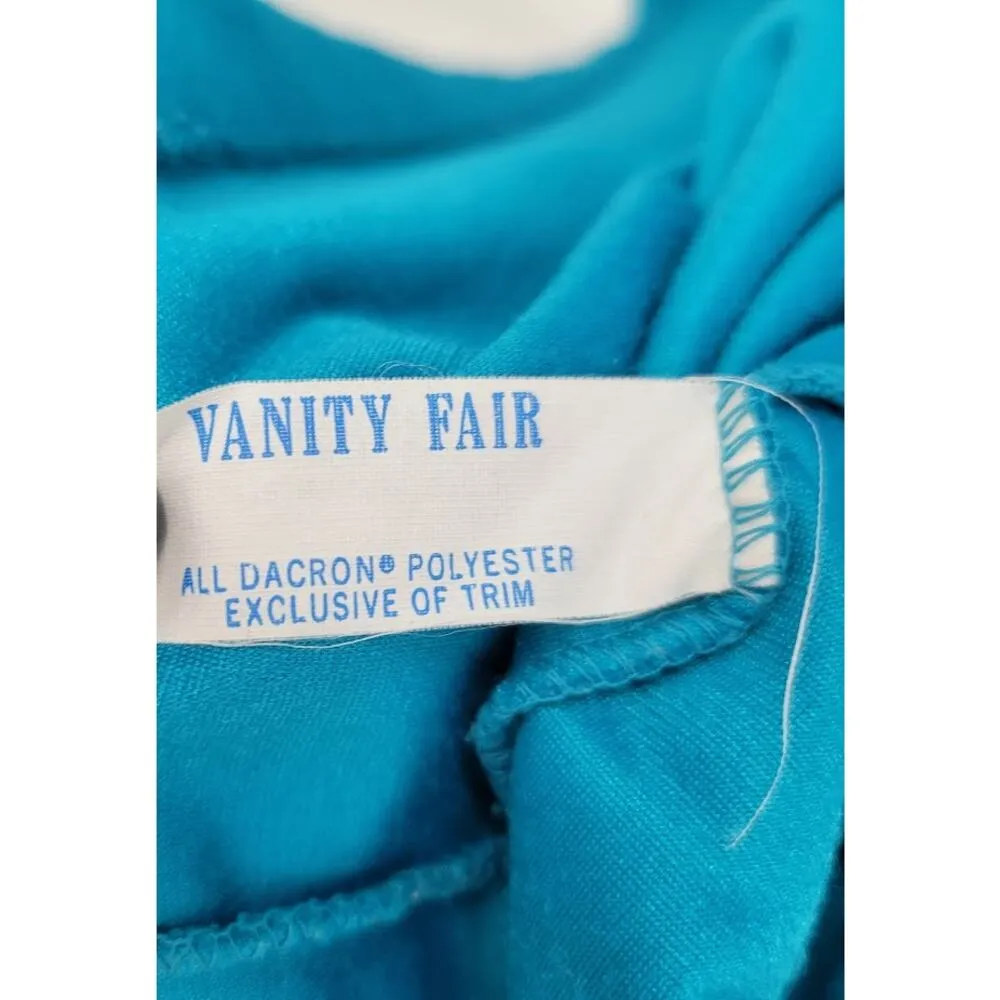 VANITY FAIR
ALL DACRON® POLYESTER
EXCLUSIVE OF TRIM